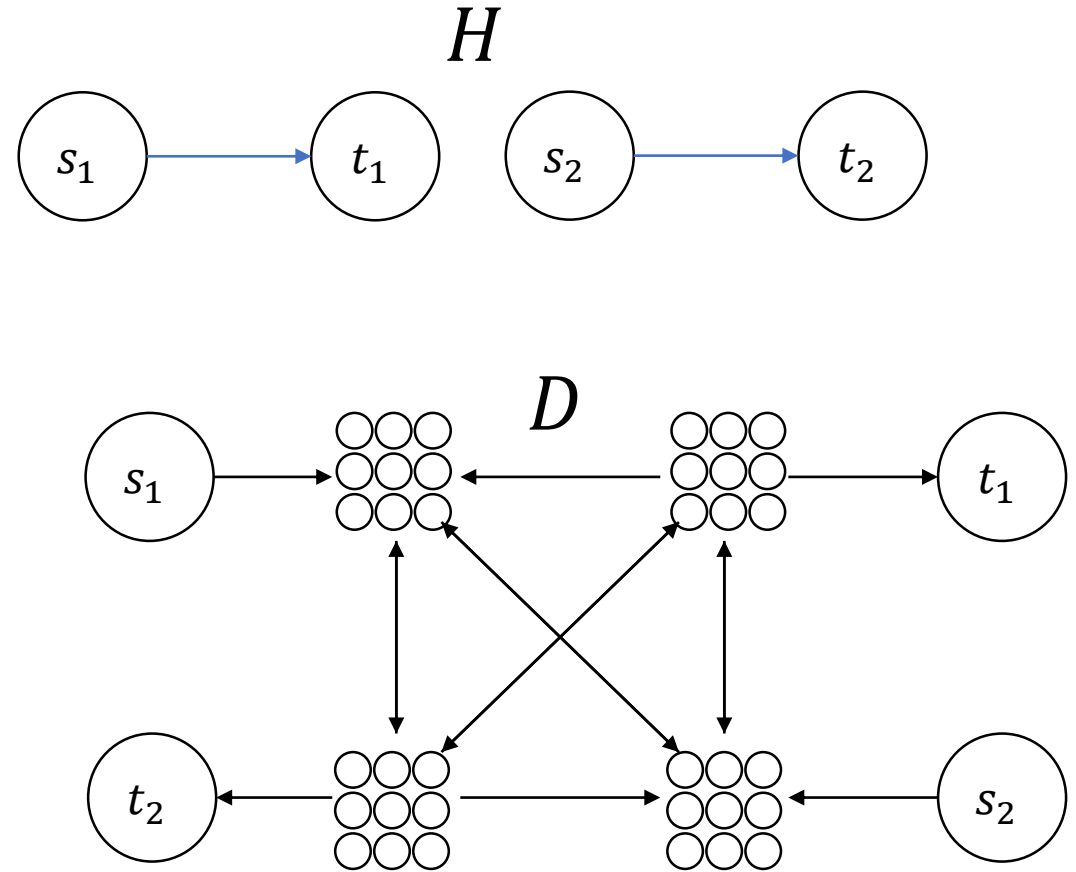 H
s₁ t₁ s₂ t₂
D
s₁ t₁
t₂ s₂